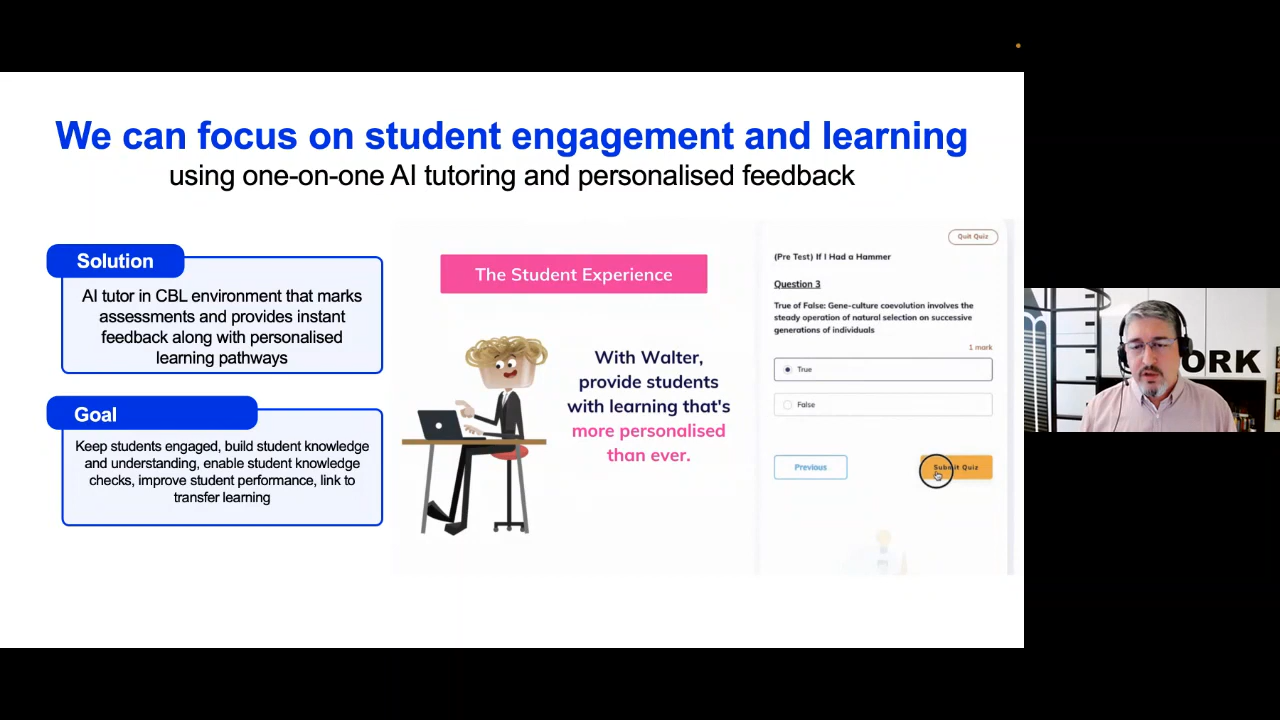 We can focus on student engagement and learning
using one-on-one AI tutoring and personalised feedback
Solution
AI tutor in CBL environment that marks
assessments and provides instant
feedback along with personalised
learning pathways
Goal
Keep students engaged, build student knowledge
and understanding, enable student knowledge
checks, improve student performance, link to
transfer learning
The Student Experience
With Walter,
provide students
with learning that's
more personalised
than ever.
Quit Quiz
(Pre Test) If I Had a Hammer
Question 3
True of False: Gene-culture coevolution involves the
steady operation of natural selection on successive
generations of individuals
1 mark
True
False
Previous
Submit Quiz
ORK